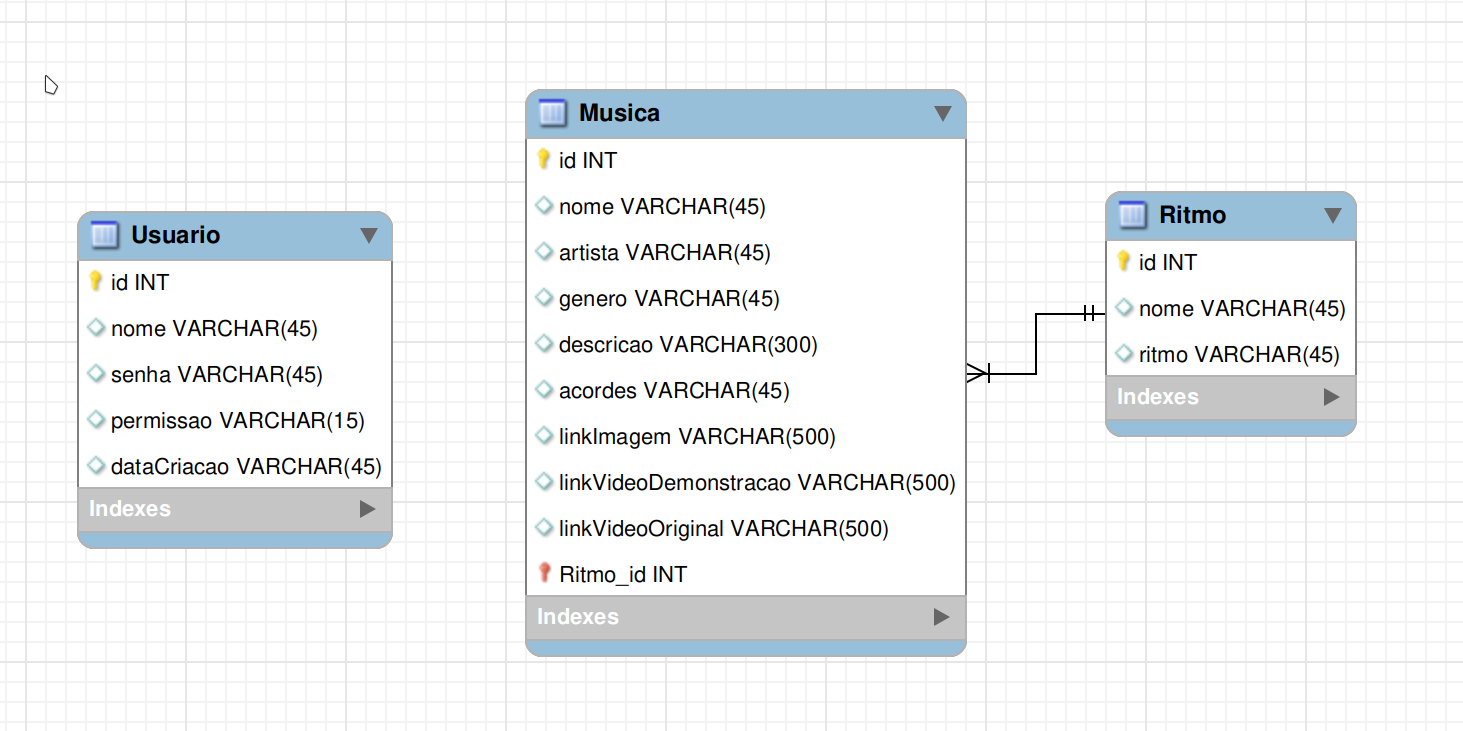 Usuario
id INT
nome VARCHAR(45)
senha VARCHAR(45)
permissao VARCHAR(15)
dataCriacao VARCHAR(45)
Indexes
Musica
id INT
nome VARCHAR(45)
artista VARCHAR(45)
genero VARCHAR(45)
descricao VARCHAR(300)
acordes VARCHAR(45)
linkImagem VARCHAR(500)
linkVideoDemonstracao VARCHAR(500)
linkVideoOriginal VARCHAR(500)
Ritmo_id INT
Indexes
Ritmo
id INT
nome VARCHAR(45)
ritmo VARCHAR(45)
Indexes